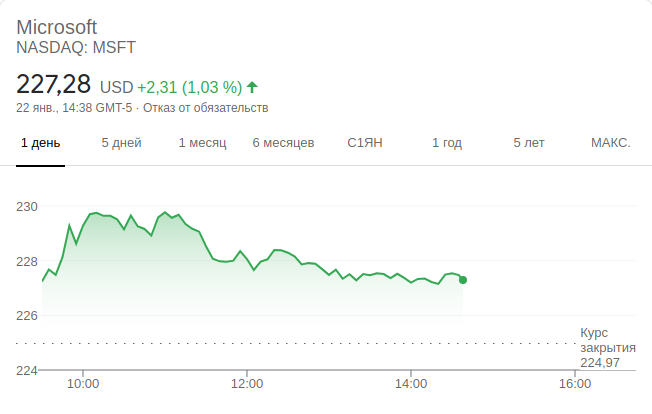 Microsoft
NASDAQ: MSFT
227,28 USD +2,31 (1,03 %)
22 янв., 14:38 GMT-5 · Отказ от обязательств
1 день 5 дней 1 месяц 6 месяцев С1ЯН 1 год 5 лет МАКС.
230
228
226
Курс
закрытия
224,97
224
10:00 12:00 14:00 16:00